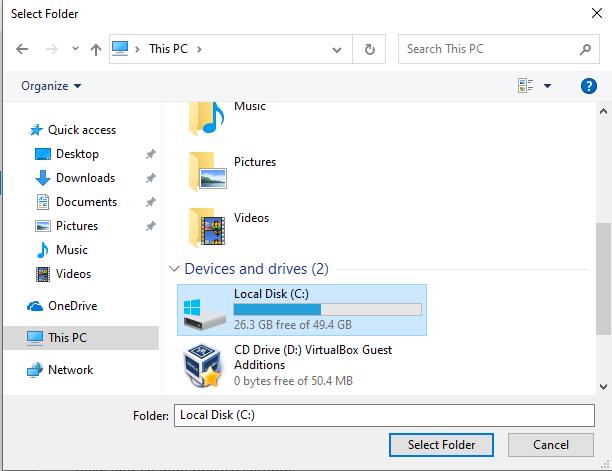 Select Folder
This PC
Search This PC
Organize
Quick access
Desktop
Downloads
Documents
Pictures
Music
Videos
OneDrive
This PC
Network
Music
Pictures
Videos
Devices and drives (2)
Local Disk (C:)
26.3 GB free of 49.4 GB
CD Drive (D:) VirtualBox Guest
Additions
0 bytes free of 50.4 MB
Folder: Local Disk (C:)
Select Folder
Cancel